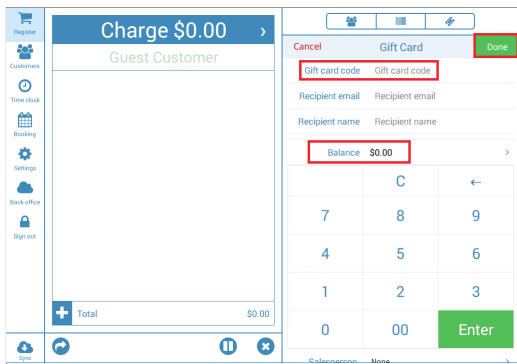 Register
Customers
Time clock
Booking
Settings
Back office
Sign out
Sync
Charge $0.00 ›
Guest Customer
Total $0.00
Cancel Gift Card Done
Gift card code Gift card code
Recipient email Recipient email
Recipient name Recipient name
Balance $0.00 ›
C ←
7 8 9
4 5 6
1 2 3
0 00 Enter
Salesperson None